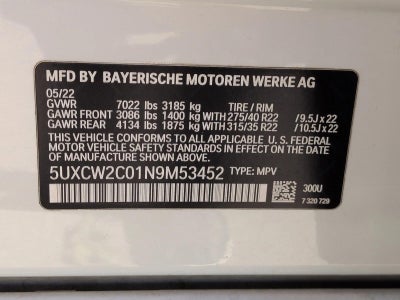 MFD BY BAYERISCHE MOTOREN WERKE AG
05/22
GVWR 7022 lbs 3185 kg TIRE / RIM
GAWR FRONT 3086 lbs 1400 kg WITH 275/40 R22 /9.5J x 22
GAWR REAR 4134 lbs 1875 kg WITH 315/35 R22 /10.5J x 22
THIS VEHICLE CONFORMS TO ALL APPLICABLE U. S. FEDERAL
MOTOR VEHICLE SAFETY STANDARDS IN EFFECT ON THE
DATE OF MANUFACTURE SHOWN ABOVE.
5UXCW2C01N9M53452 TYPE: MPV
300U
7 320 729